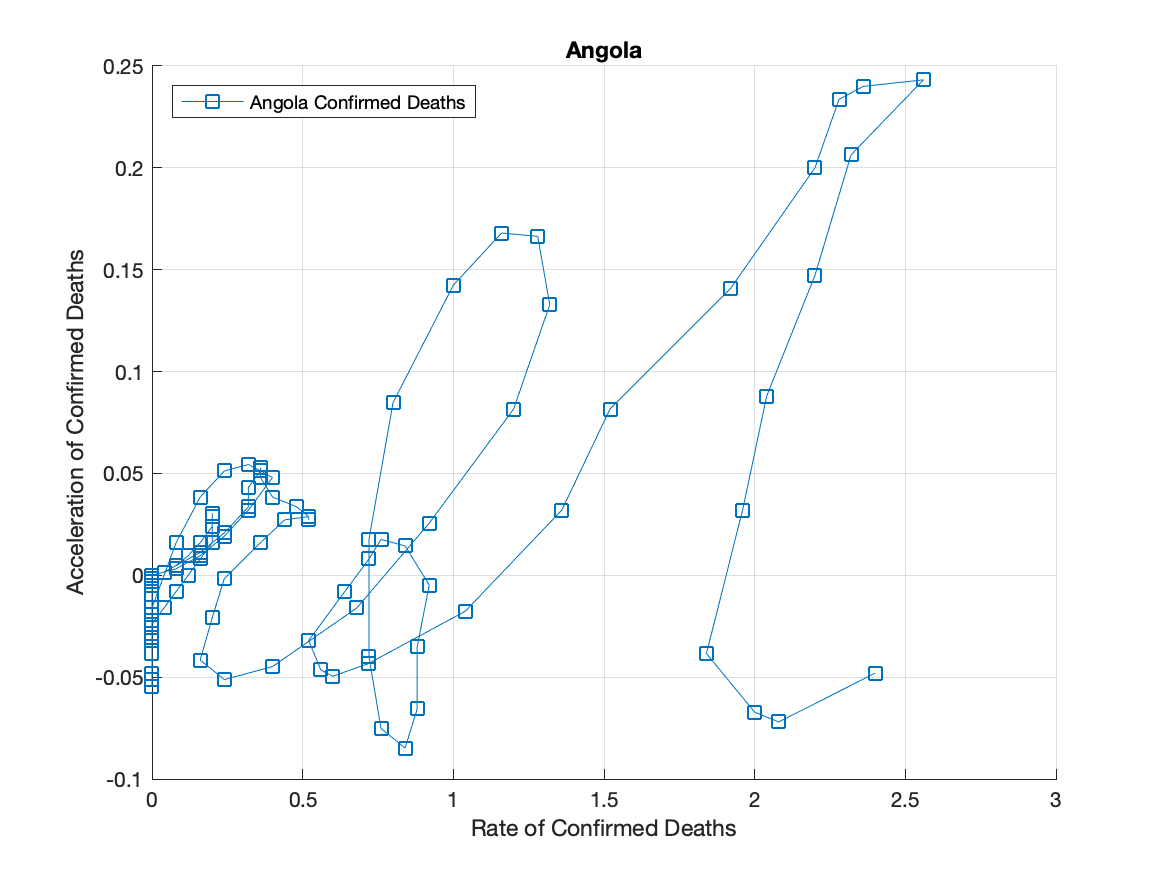 Angola
Angola Confirmed Deaths
Acceleration of Confirmed Deaths
0.25
0.2
0.15
0.1
0.05
0
-0.05
-0.1
0 0.5 1 1.5 2 2.5 3
Rate of Confirmed Deaths